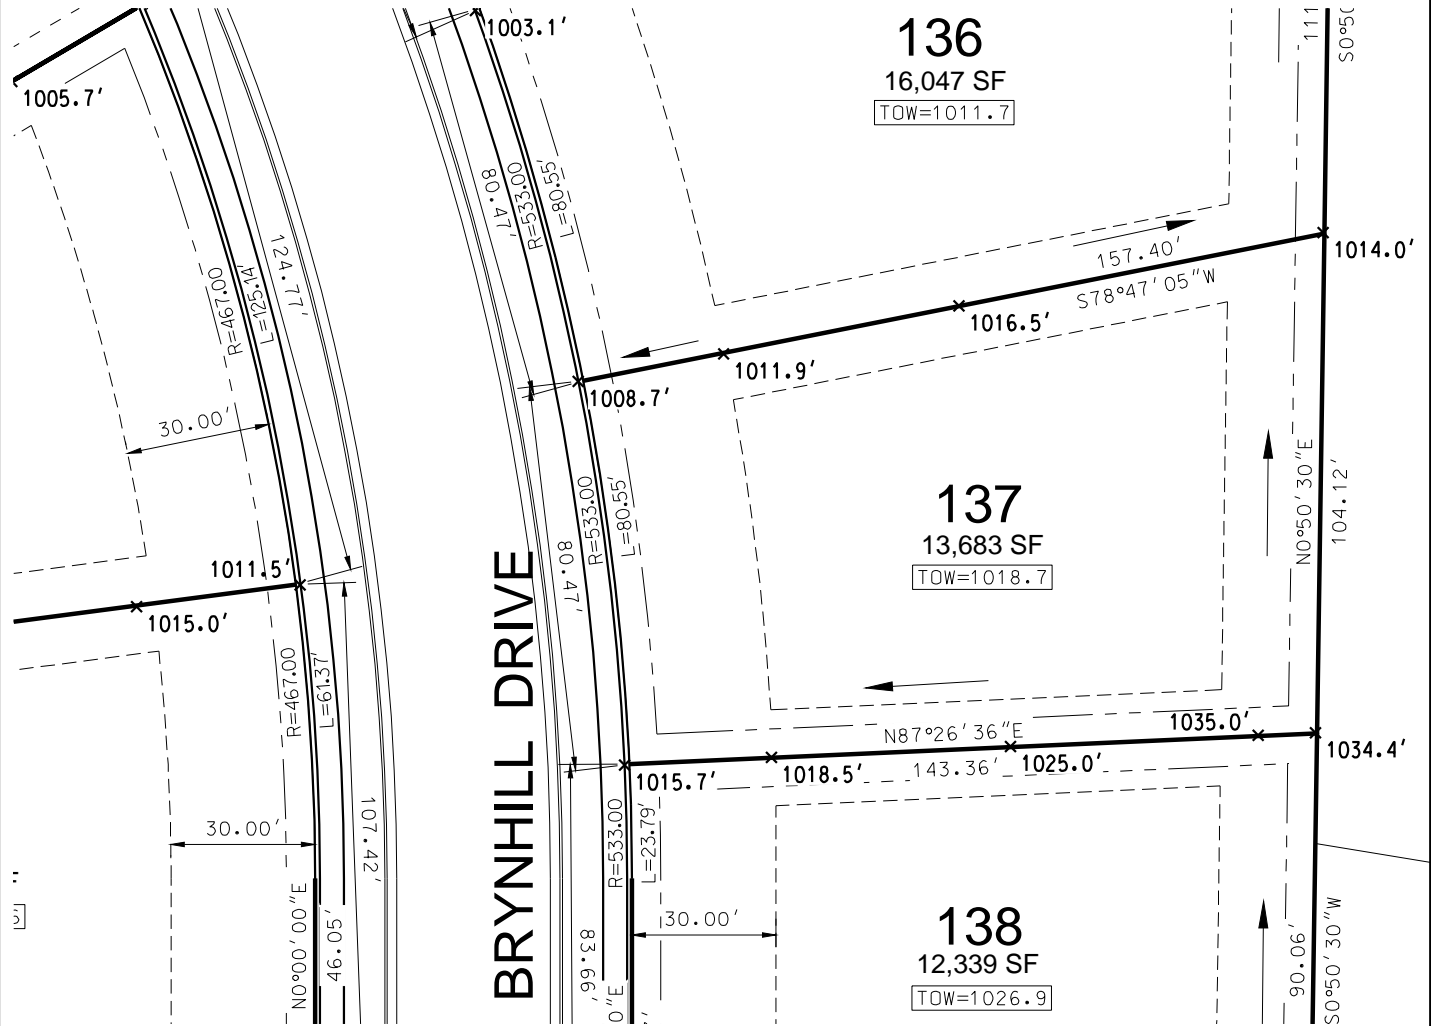 1003.1'
136
16,047 SF
TOW=1011.7
111
S0°50
1005.7'
R=533.00
L=80.55'
80.47'
124.77'
R=467.00
L=125.14'
157.40'
S78°47'05"W
1014.0'
1016.5'
1011.9'
1008.7'
30.00'
137
13,683 SF
TOW=1018.7
N0°50'30"E
104.12'
R=533.00
L=80.55'
80.47'
BRYNHILL DRIVE
1011.5'
1015.0'
R=467.00
L=61.37'
N87°26'36"E
143.36'
1035.0'
1034.4'
1025.0'
1018.5'
1015.7'
30.00'
107.42'
R=533.00
L=23.79'
138
12,339 SF
TOW=1026.9
30.00'
N0°00'00"E
46.05'
83.66'
0"E
90.06'
S0°50'30"W